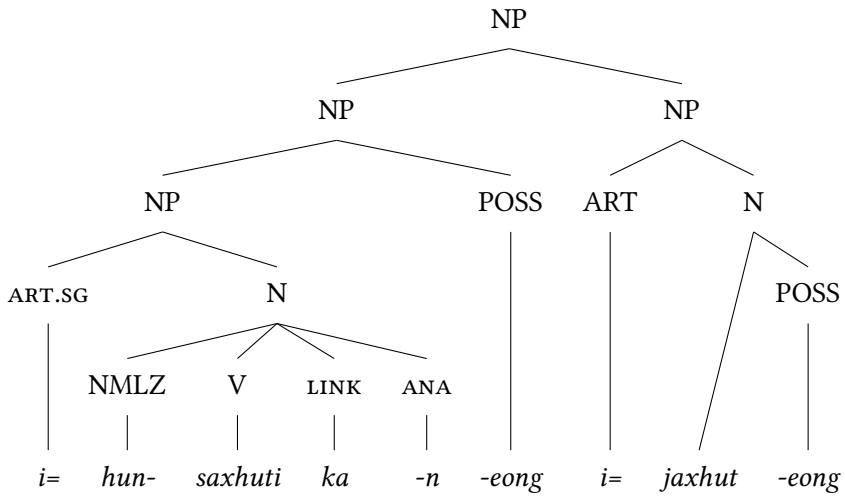 NP
NP NP
NP POSS ART N
ART.SG N POSS
NMLZ V LINK ANA
i= hun- saxhuti ka -n -eong i= jaxhut -eong